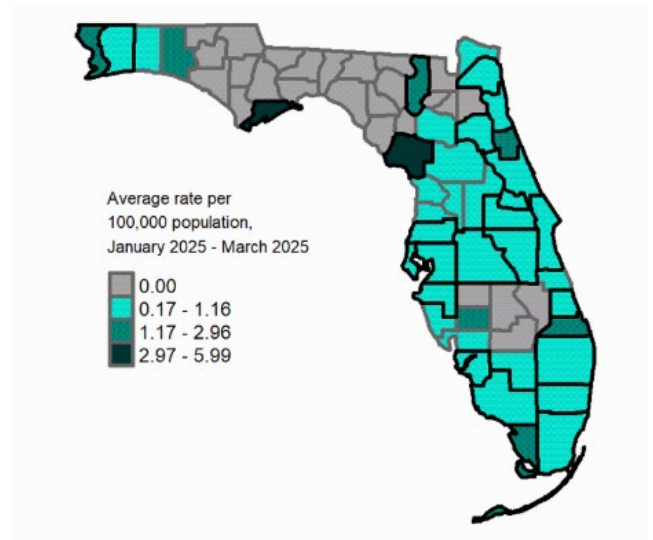 Average rate per
100,000 population,
January 2025 - March 2025
0.00
0.17 - 1.16
1.17 - 2.96
2.97 - 5.99